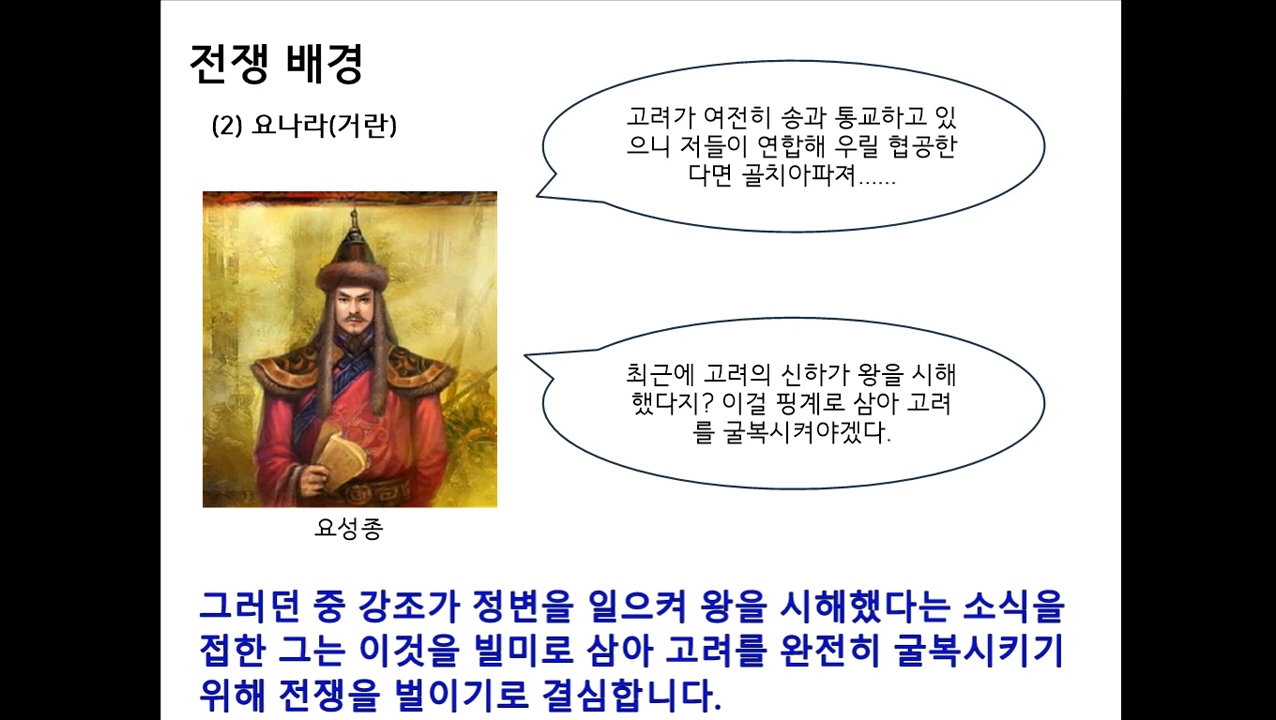 전쟁 배경
(2) 요나라(거란)
고려가 여전히 송과 통교하고 있
으니 저들이 연합해 우릴 협공한
다면 골치아파져......
최근에 고려의 신하가 왕을 시해
했다지? 이걸 핑계로 삼아 고려
를 굴복시켜야겠다.
요성종
그러던 중 강조가 정변을 일으켜 왕을 시해했다는 소식을
접한 그는 이것을 빌미로 삼아 고려를 완전히 굴복시키기
위해 전쟁을 벌이기로 결심합니다.